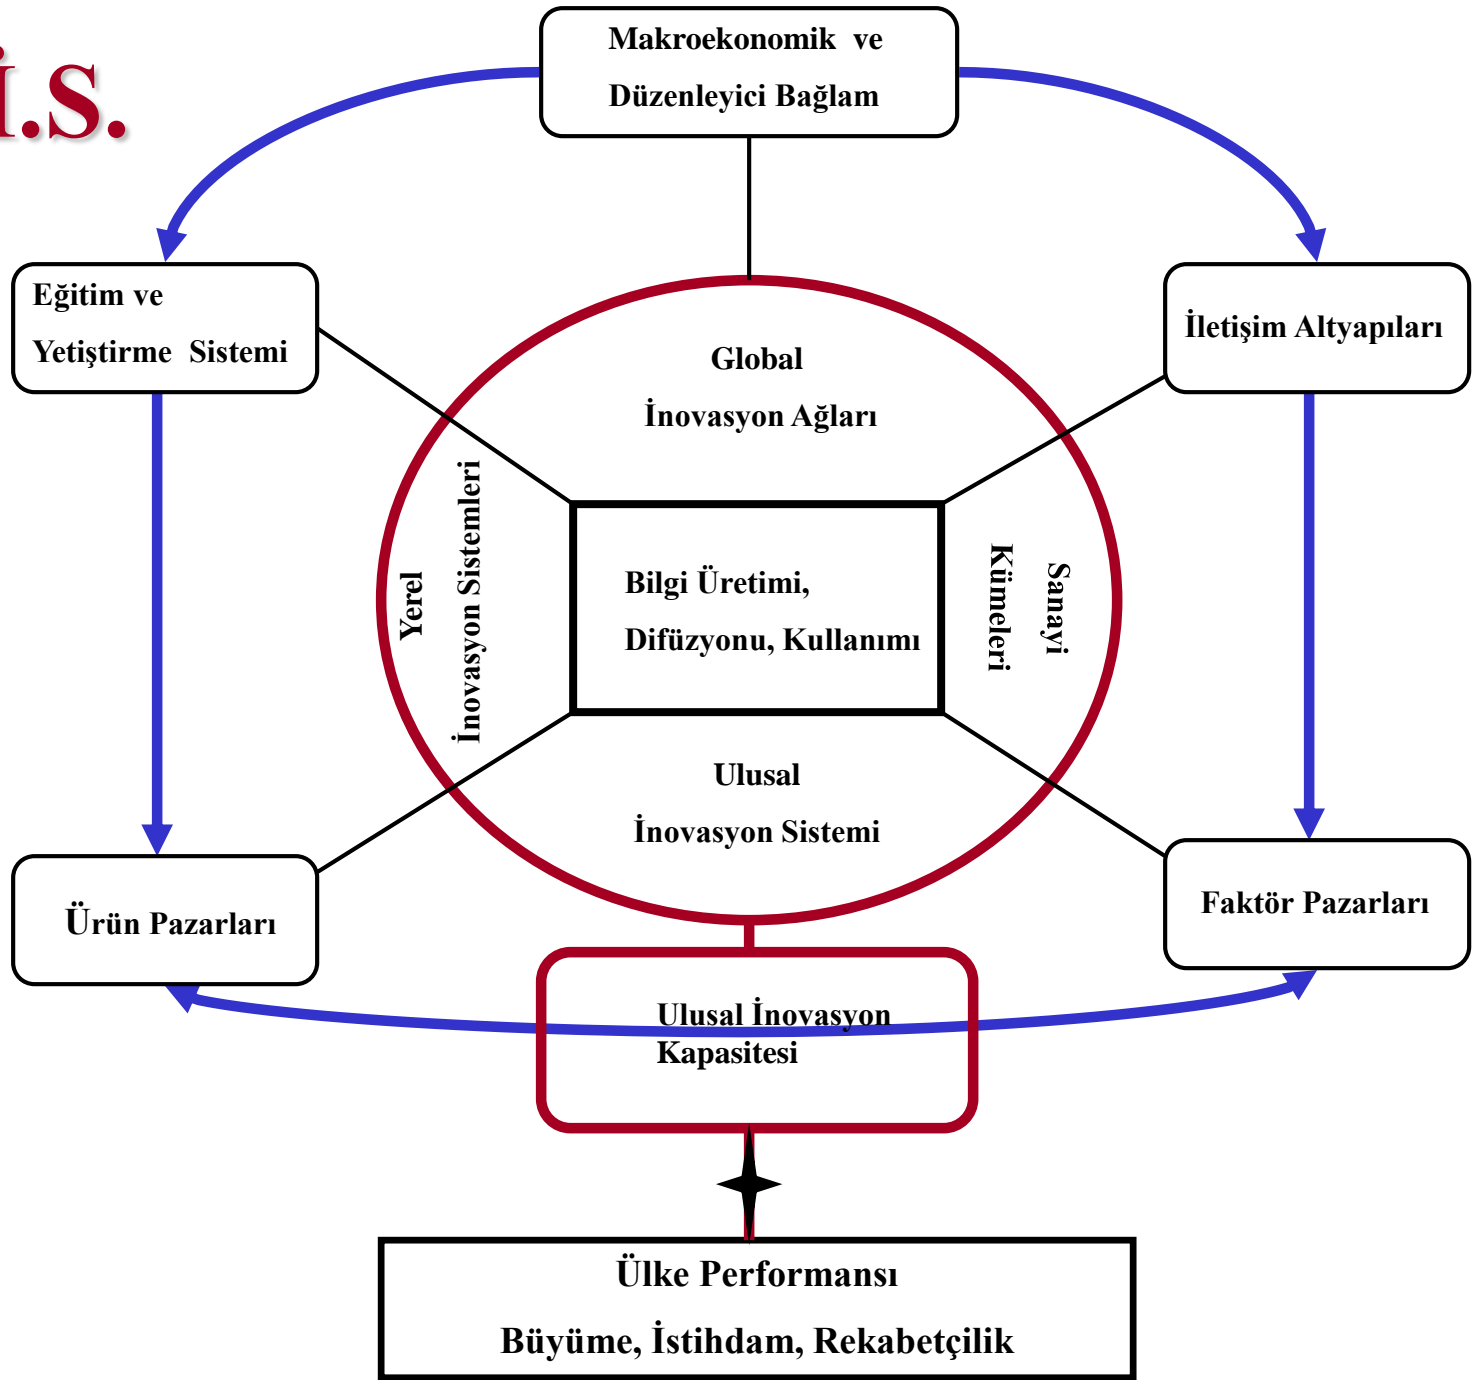 İ.S.
Makroekonomik ve
Düzenleyici Bağlam
Eğitim ve
Yetiştirme Sistemi
İletişim Altyapıları
Global
İnovasyon Ağları
Yerel
İnovasyon Sistemleri
Bilgi Üretimi,
Difüzyonu, Kullanımı
Sanayi
Kümeleri
Ulusal
İnovasyon Sistemi
Ürün Pazarları
Faktör Pazarları
Ulusal İnovasyon
Kapasitesi
Ülke Performansı
Büyüme, İstihdam, Rekabetçilik